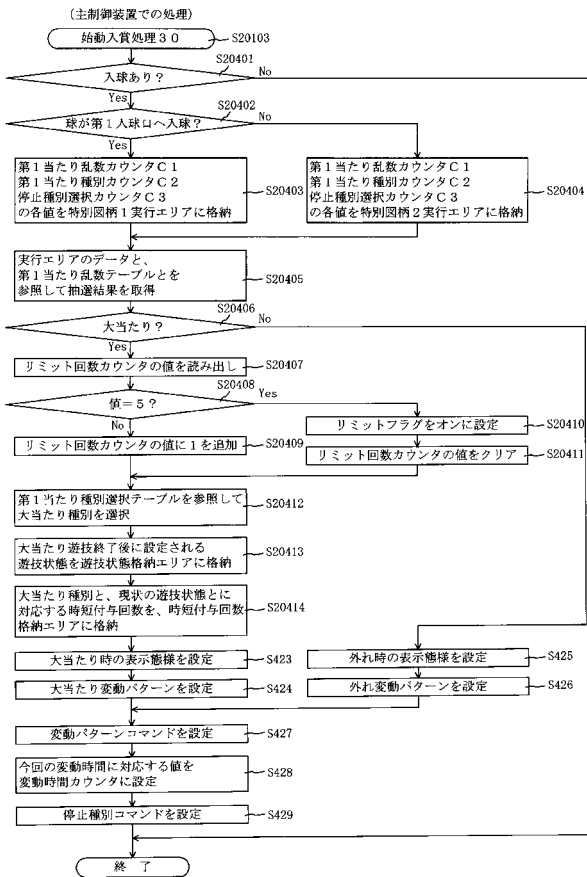 (主制御装置での処理)
始動入賞処理30
S20103
S20401
入球あり？
No
Yes
S20402
球が第1入球口へ入球？
No
Yes
第1当たり乱数カウンタC1
第1当たり種別カウンタC2
停止種別選択カウンタC3
の各値を特別図柄1実行エリアに格納
S20403
第1当たり乱数カウンタC1
第1当たり種別カウンタC2
停止種別選択カウンタC3
の各値を特別図柄2実行エリアに格納
S20404
実行エリアのデータと、
第1当たり乱数テーブルとを
参照して抽選結果を取得
S20405
S20406
大当たり？
No
Yes
リミット回数カウンタの値を読み出し
S20407
S20408
値＝5？
Yes
No
リミットフラグをオンに設定
S20410
リミット回数カウンタの値に1を追加
S20409
リミット回数カウンタの値をクリア
S20411
第1当たり種別選択テーブルを参照して
大当たり種別を選択
S20412
大当たり遊技終了後に設定される
遊技状態を遊技状態格納エリアに格納
S20413
大当たり種別と、現状の遊技状態とに
対応する時短付与回数を、時短付与回数
格納エリアに格納
S20414
大当たり時の表示態様を設定
S423
外れ時の表示態様を設定
S425
大当たり変動パターンを設定
S424
外れ変動パターンを設定
S426
変動パターンコマンドを設定
S427
今回の変動時間に対応する値を
変動時間カウンタに設定
S428
停止種別コマンドを設定
S429
終 了